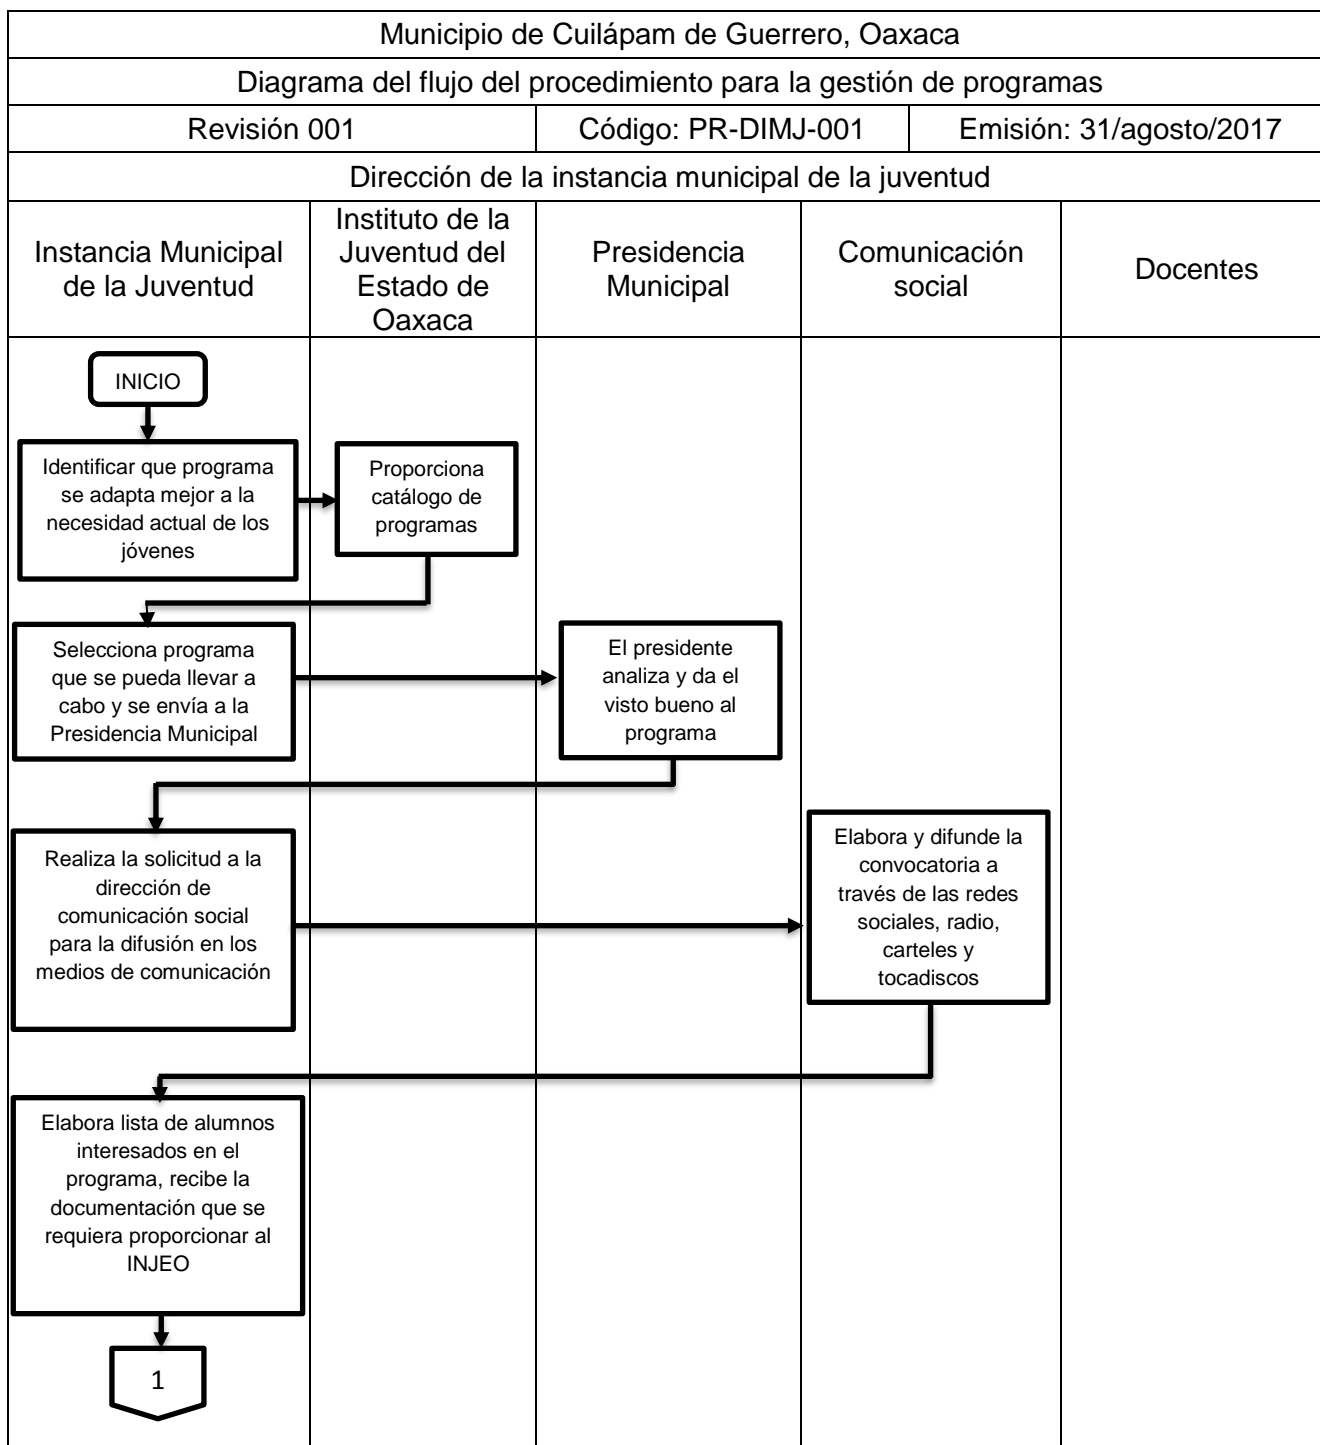 Municipio de Cuilápam de Guerrero, Oaxaca
Diagrama del flujo del procedimiento para la gestión de programas
Revisión 001
Código: PR-DIMJ-001
Emisión: 31/agosto/2017
Dirección de la instancia municipal de la juventud
Instancia Municipal
de la Juventud
Instituto de la
Juventud del
Estado de
Oaxaca
Presidencia
Municipal
Comunicación
social
Docentes
INICIO
Identificar que programa
se adapta mejor a la
necesidad actual de los
jóvenes
Proporciona
catálogo de
programas
Selecciona programa
que se pueda llevar a
cabo y se envía a la
Presidencia Municipal
El presidente
analiza y da el
visto bueno al
programa
Realiza la solicitud a la
dirección de
comunicación social
para la difusión en los
medios de comunicación
Elabora y difunde la
convocatoria a
través de las redes
sociales, radio,
carteles y
tocadiscos
Elabora lista de alumnos
interesados en el
programa, recibe la
documentación que se
requiera proporcionar al
INJEO
1